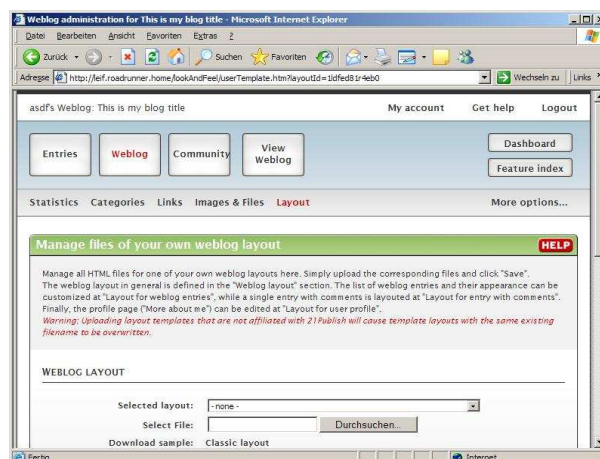 Weblog administration for This is my blog title - Microsoft Internet Explorer
Datei Bearbeiten Ansicht Favoriten Extras ?
Zurück Suchen Favoriten
Adresse http://leif.roadrunner.home/lookAndFeel/userTemplate.htm?layoutId=1ldfed81r4eb0 Wechseln zu Links »
asdf's Weblog: This is my blog title My account Get help Logout
Entries Weblog Community View Weblog Dashboard
Feature index
Statistics Categories Links Images & Files Layout More options...
Manage files of your own weblog layout HELP
Manage all HTML files for one of your own weblog layouts here. Simply upload the corresponding files and click "Save".
The weblog layout in general is defined in the "Weblog layout" section. The list of weblog entries and their appearance can be
customized at "Layout for weblog entries", while a single entry with comments is layouted at "Layout for entry with comments".
Finally, the profile page ("More about me") can be edited at "Layout for user profile".
Warning: Uploading layout templates that are not affiliated with 21Publish will cause template layouts with the same existing
filename to be overwritten.
WEBLOG LAYOUT
Selected layout: - none -
Select File: Durchsuchen...
Download sample: Classic layout
Fertig Internet